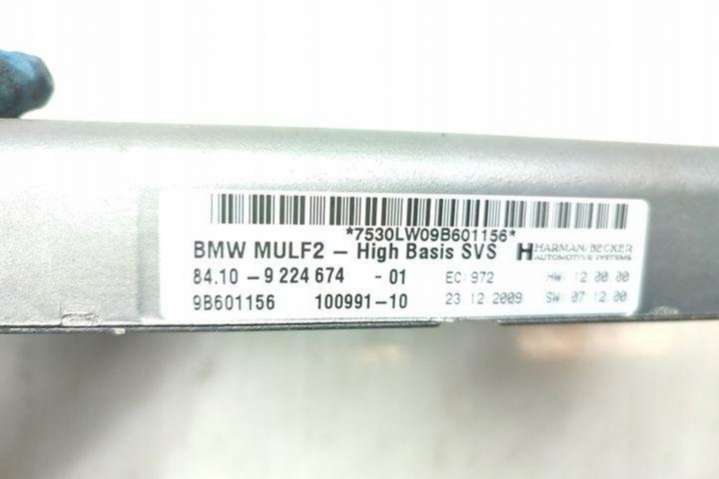 *7530LW09B601156*
BMW MULF2 – High Basis SVS H HARMAN/BECKER
AUTOMOTIVE SYSTEMS
84.10 – 9 224 674 - 01 EC: 972 HW: 12.00.00
9B601156 100991-10 23.12.2009 SW: 07.12.00